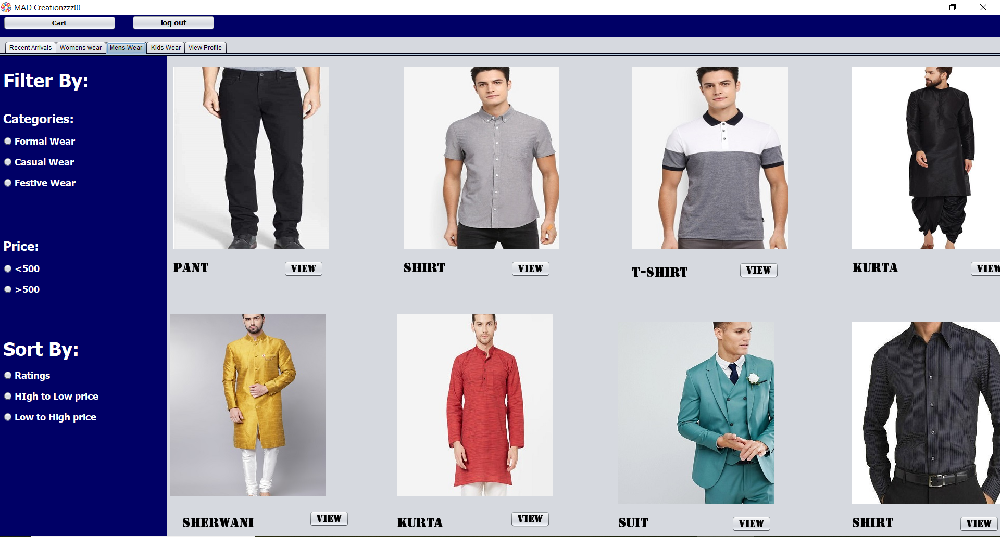 MAD Creationzzz!!!
Cart
log out
Recent Arrivals
Womens wear
Mens Wear
Kids Wear
View Profile
Filter By:
Categories:
Formal Wear
Casual Wear
Festive Wear
Price:
<500
>500
Sort By:
Ratings
HIgh to Low price
Low to High price
PANT
VIEW
SHIRT
VIEW
T-SHIRT
VIEW
KURTA
VIEW
SHERWANI
VIEW
KURTA
VIEW
SUIT
VIEW
SHIRT
VIEW